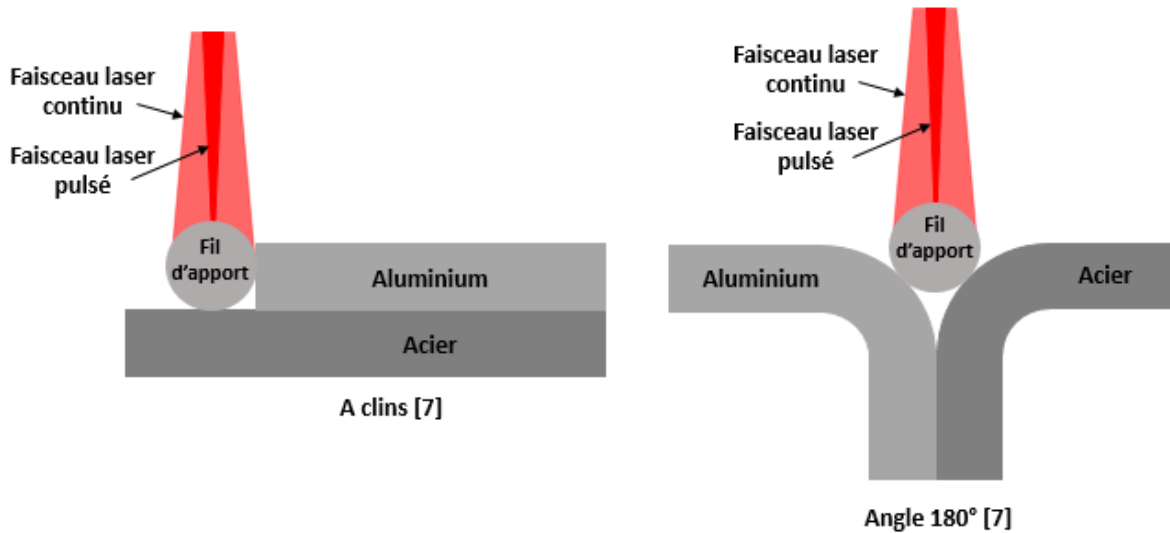 Faisceau laser
continu
Faisceau laser
pulsé
Fil
d'apport
Aluminium
Acier
A clins [7]
Faisceau laser
continu
Faisceau laser
pulsé
Fil
d'apport
Aluminium
Acier
Angle 180° [7]